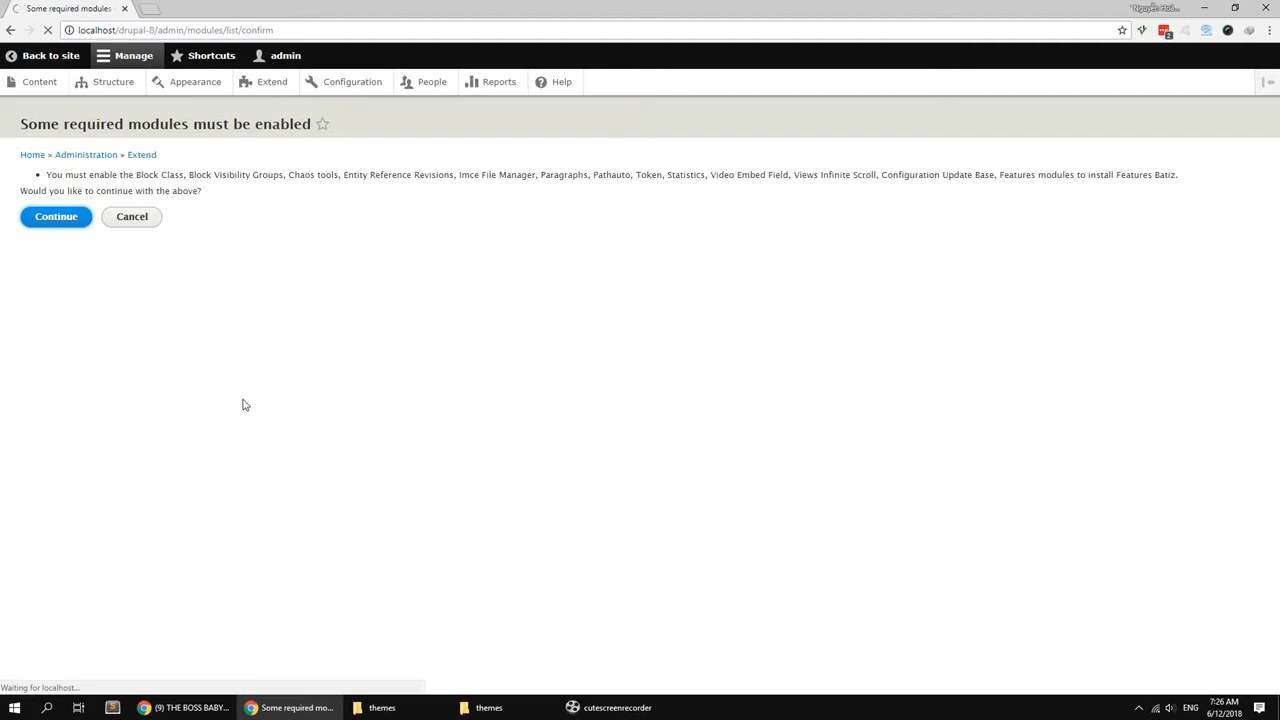 Some required modules
localhost/drupal-8/admin/modules/list/confirm
2
Back to site
Manage
Shortcuts
admin
Content
Structure
Appearance
Extend
Configuration
People
Reports
Help
Some required modules must be enabled
Home » Administration » Extend
You must enable the Block Class, Block Visibility Groups, Chaos tools, Entity Reference Revisions, Imce File Manager, Paragraphs, Pathauto, Token, Statistics, Video Embed Field, Views Infinite Scroll, Configuration Update Base, Features modules to install Features Batiz.
Would you like to continue with the above?
Continue
Cancel
Waiting for localhost...
(9) THE BOSS BABY...
Some required mo...
themes
themes
cutescreenrecorder
ENG
7:26 AM
6/12/2018